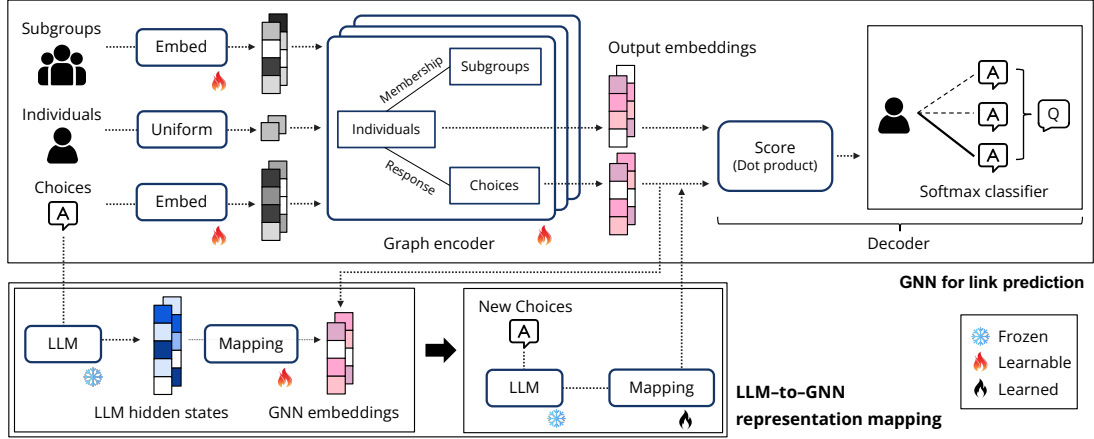 Subgroups
Embed
Individuals
Uniform
Choices
A
Embed
Membership
Subgroups
Individuals
Response
Choices
Graph encoder
Output embeddings
Score
(Dot product)
A
A
A
Q
Softmax classifier
Decoder
GNN for link prediction
LLM
Mapping
LLM hidden states
GNN embeddings
New Choices
A
LLM
Mapping
LLM–to–GNN
representation mapping
Frozen
Learnable
Learned